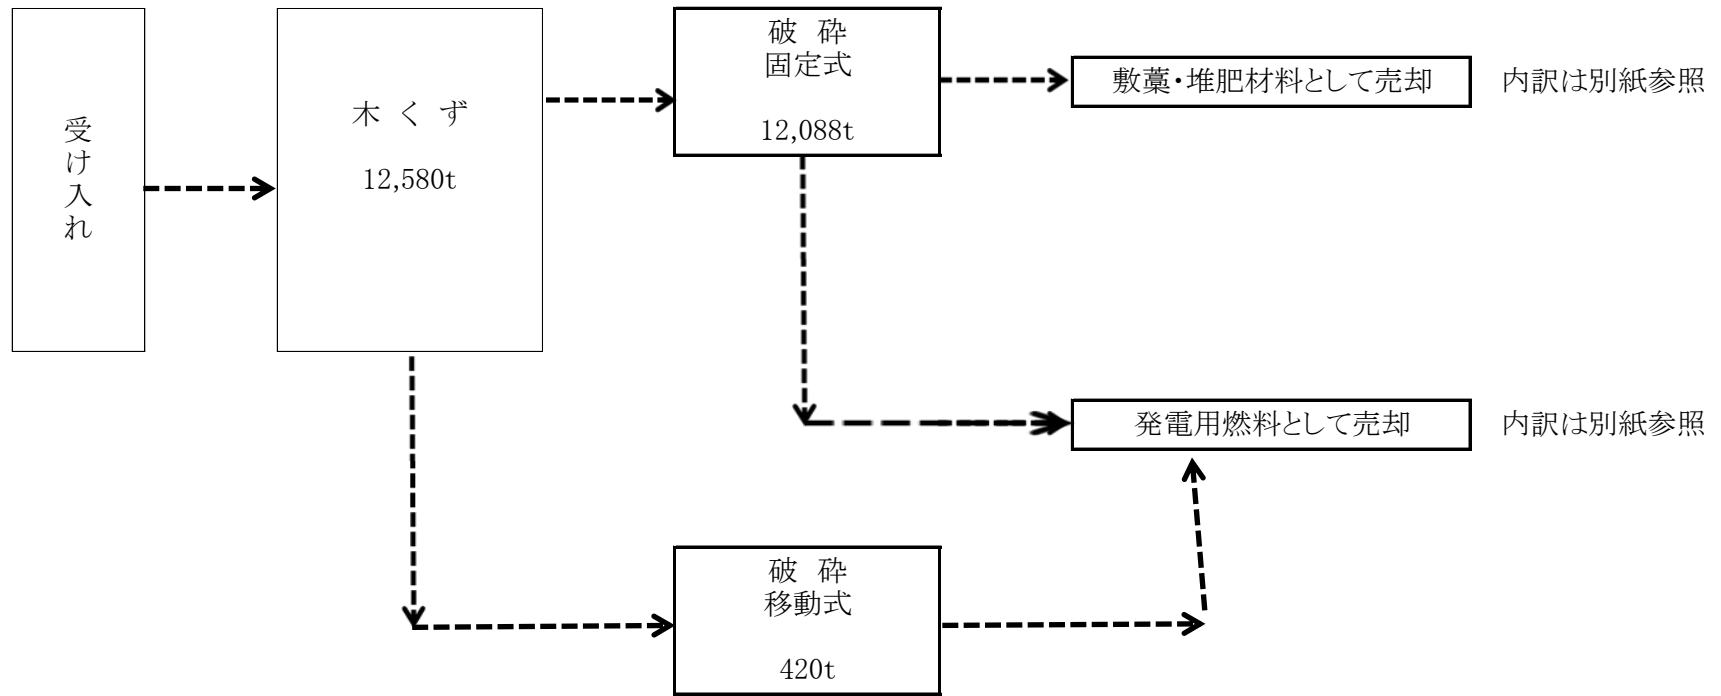 受け入れ
木 く ず
12,580t
破 砕
固定式
12,088t
敷藁・堆肥材料として売却
内訳は別紙参照
発電用燃料として売却
内訳は別紙参照
破 砕
移動式
420t